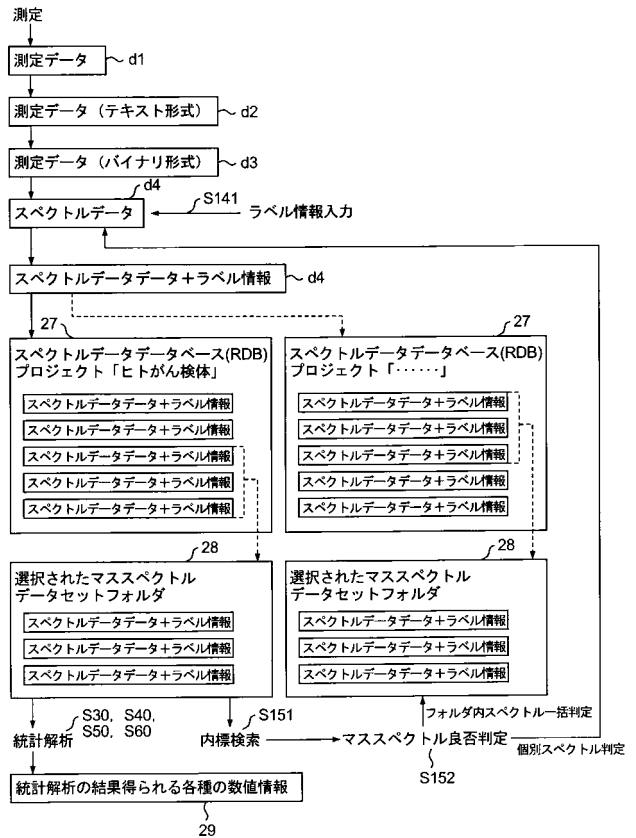 測定
測定データ
d1
測定データ（テキスト形式）
d2
測定データ（バイナリ形式）
d3
d4
スペクトルデータ
S141
ラベル情報入力
スペクトルデータデータ＋ラベル情報
d4
27
スペクトルデータデータベース(RDB)
プロジェクト「ヒトがん検体」
スペクトルデータデータ＋ラベル情報
スペクトルデータデータ＋ラベル情報
スペクトルデータデータ＋ラベル情報
スペクトルデータデータ＋ラベル情報
スペクトルデータデータ＋ラベル情報
27
スペクトルデータデータベース(RDB)
プロジェクト「・・・・・・」
スペクトルデータデータ＋ラベル情報
スペクトルデータデータ＋ラベル情報
スペクトルデータデータ＋ラベル情報
スペクトルデータデータ＋ラベル情報
スペクトルデータデータ＋ラベル情報
28
選択されたマススペクトル
データセットフォルダ
スペクトルデータデータ＋ラベル情報
スペクトルデータデータ＋ラベル情報
スペクトルデータデータ＋ラベル情報
28
選択されたマススペクトル
データセットフォルダ
スペクトルデータデータ＋ラベル情報
スペクトルデータデータ＋ラベル情報
スペクトルデータデータ＋ラベル情報
S30, S40,
S50, S60
統計解析
S151
内標検索
フォルダ内スペクトル一括判定
マススペクトル良否判定
個別スペクトル判定
S152
統計解析の結果得られる各種の数値情報
29